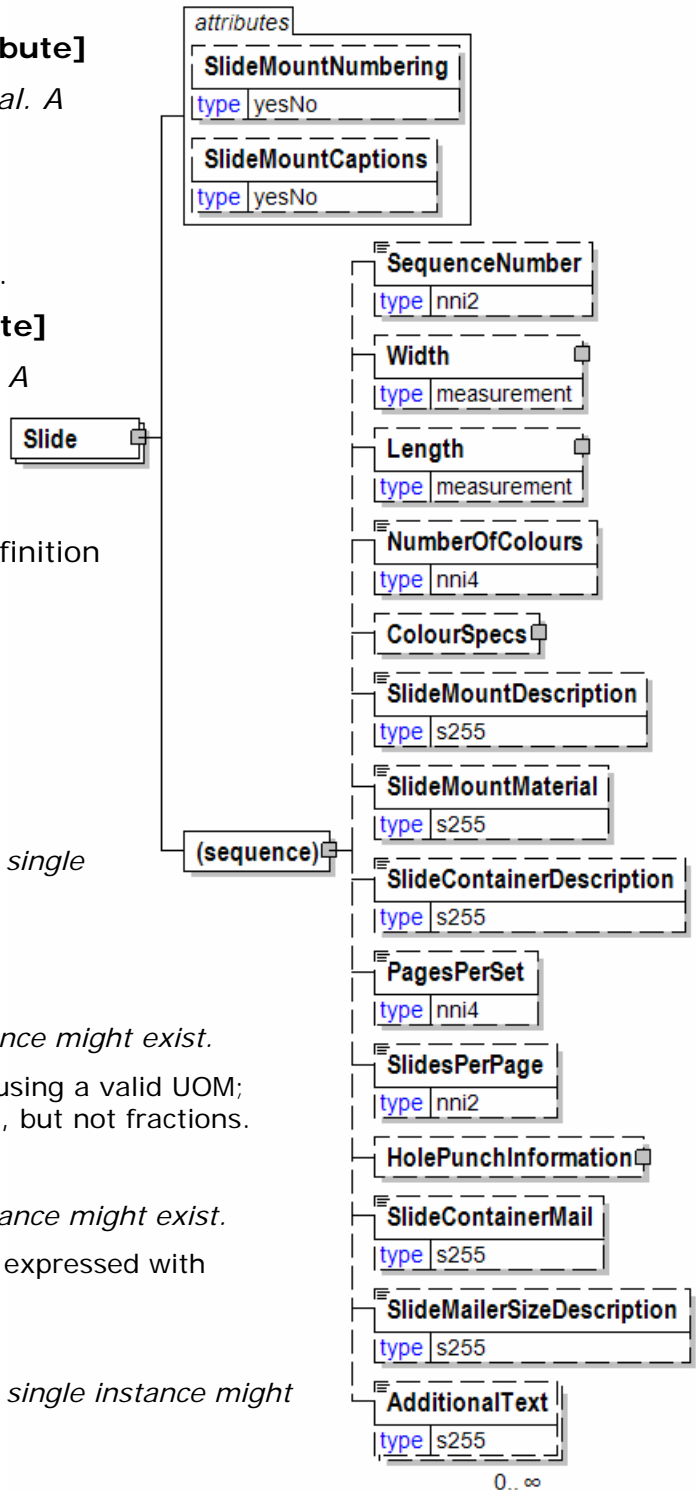 attributes
bute]
SlideMountNumbering
type yesNo
al. A
SlideMountCaptions
type yesNo
.
te]
A
Slide
finition
single
ance might exist.
using a valid UOM;
, but not fractions.
tance might exist.
expressed with
single instance might
(sequence)
SequenceNumber
type nni2
Width
type measurement
Length
type measurement
NumberOfColours
type nni4
ColourSpecs
SlideMountDescription
type s255
SlideMountMaterial
type s255
SlideContainerDescription
type s255
PagesPerSet
type nni4
SlidesPerPage
type nni2
HolePunchInformation
SlideContainerMail
type s255
SlideMailerSizeDescription
type s255
AdditionalText
type s255
0..∞